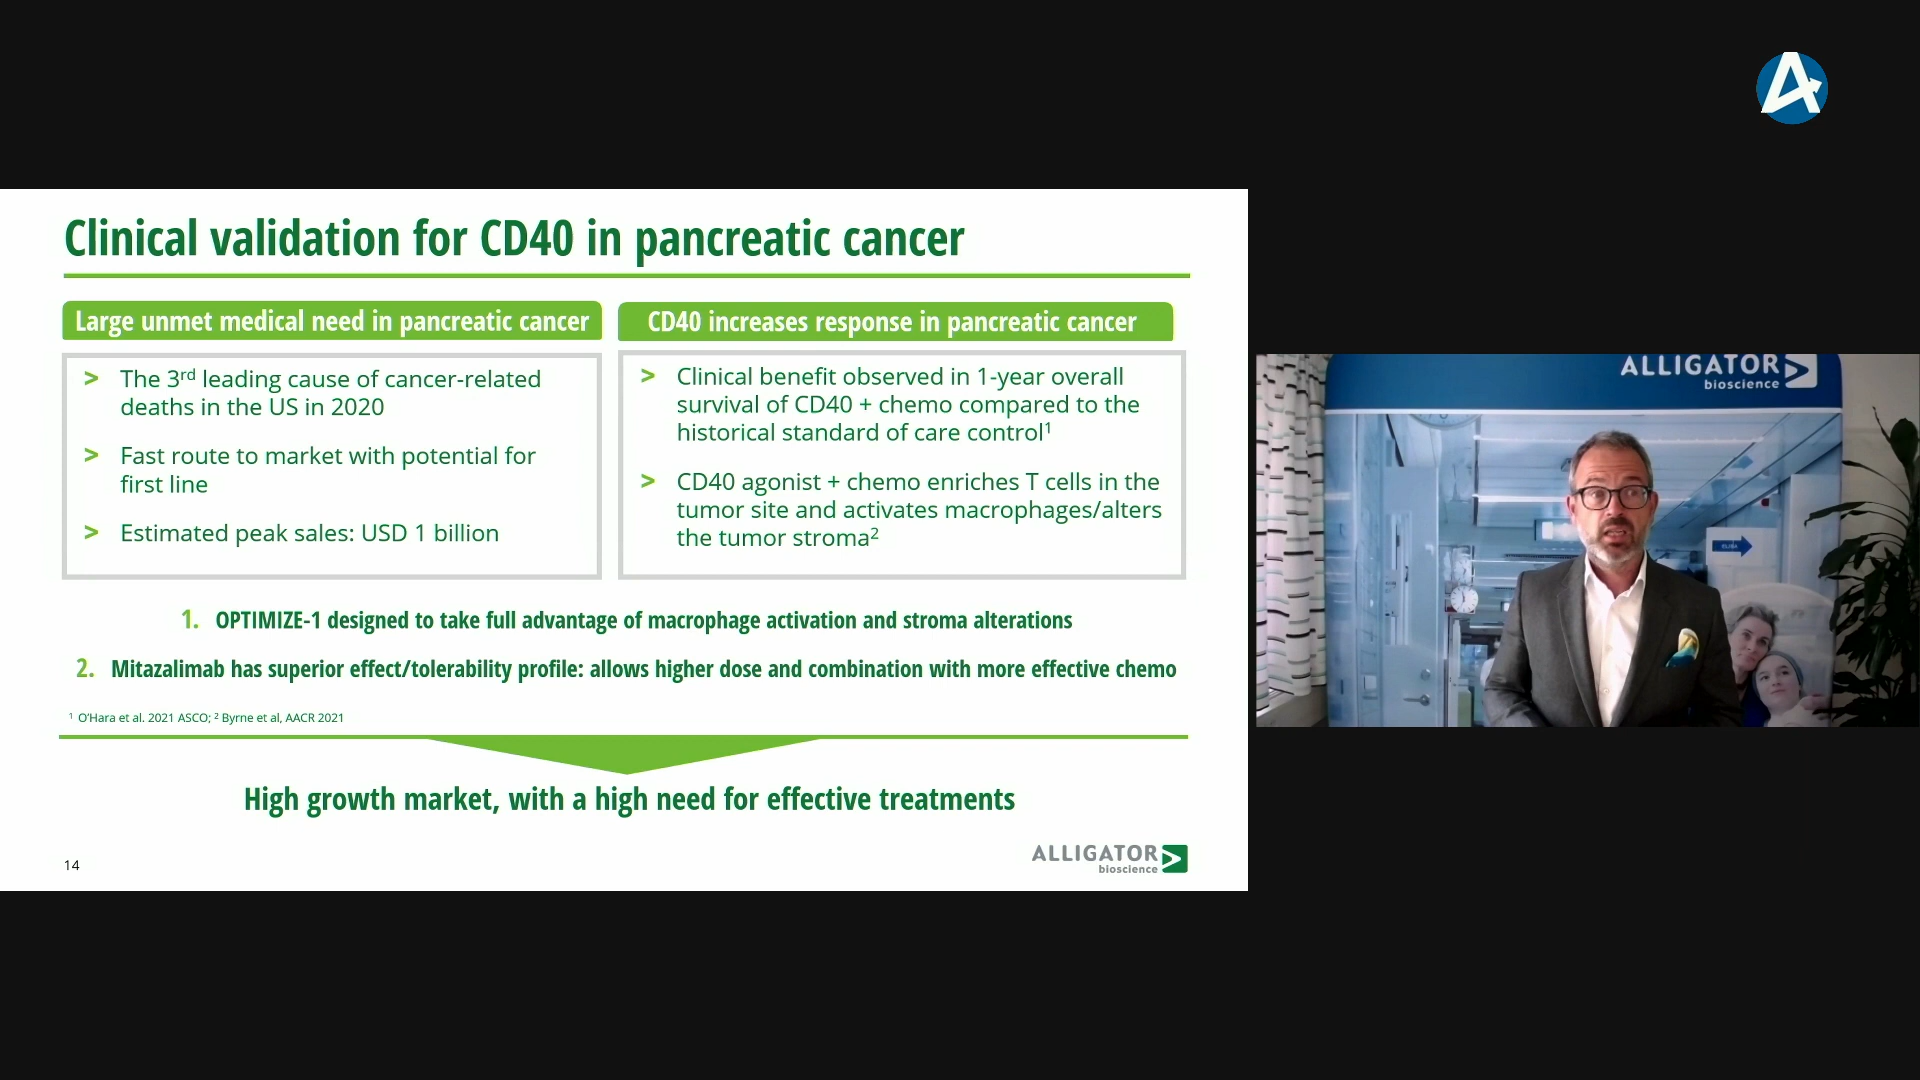 Clinical validation for CD40 in pancreatic cancer
Large unmet medical need in pancreatic cancer
> The 3rd leading cause of cancer-related
deaths in the US in 2020
> Fast route to market with potential for
first line
> Estimated peak sales: USD 1 billion
CD40 increases response in pancreatic cancer
> Clinical benefit observed in 1-year overall
survival of CD40 + chemo compared to the
historical standard of care control¹
> CD40 agonist + chemo enriches T cells in the
tumor site and activates macrophages/alters
the tumor stroma²
1. OPTIMIZE-1 designed to take full advantage of macrophage activation and stroma alterations
2. Mitazalimab has superior effect/tolerability profile: allows higher dose and combination with more effective chemo
¹ O'Hara et al. 2021 ASCO; ² Byrne et al, AACR 2021
High growth market, with a high need for effective treatments
14
ALLIGATOR
bioscience
ALLIGATOR
bioscience